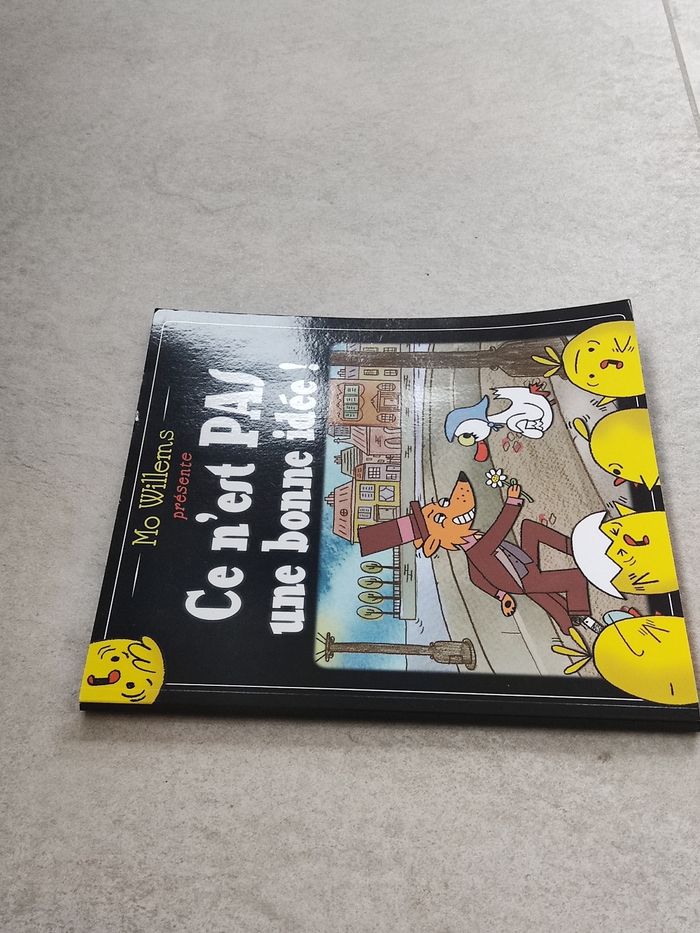 Mo Willems
présente
Ce n'est PAS
une bonne idée !